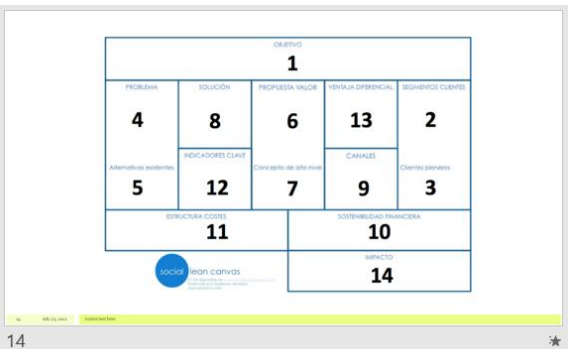 OBJETIVO
1
PROBLEMA
4
Alternativas existentes
5
SOLUCIÓN
8
INDICADORES CLAVE
12
PROPUESTA VALOR
6
Concepto de alto nivel
7
VENTAJA DIFERENCIAL
13
CANALES
9
SEGMENTOS CLIENTES
2
Clientes pioneros
3
ESTRUCTURA COSTES
11
SOSTENIBILIDAD FINANCIERA
10
social lean canvas
IMPACTO
14
14